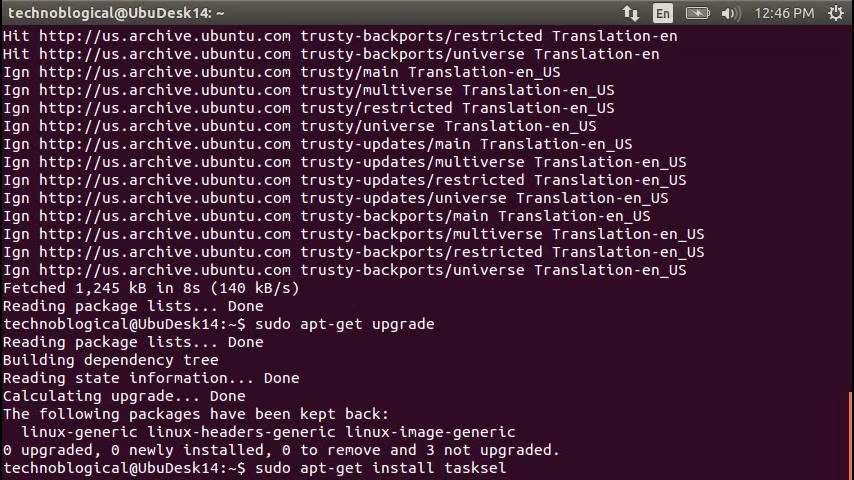 technoblogical@UbuDesk14: ~
En
12:46 PM
Hit http://us.archive.ubuntu.com trusty-backports/restricted Translation-en
Hit http://us.archive.ubuntu.com trusty-backports/universe Translation-en
Ign http://us.archive.ubuntu.com trusty/main Translation-en_US
Ign http://us.archive.ubuntu.com trusty/multiverse Translation-en_US
Ign http://us.archive.ubuntu.com trusty/restricted Translation-en_US
Ign http://us.archive.ubuntu.com trusty/universe Translation-en_US
Ign http://us.archive.ubuntu.com trusty-updates/main Translation-en_US
Ign http://us.archive.ubuntu.com trusty-updates/multiverse Translation-en_US
Ign http://us.archive.ubuntu.com trusty-updates/restricted Translation-en_US
Ign http://us.archive.ubuntu.com trusty-updates/universe Translation-en_US
Ign http://us.archive.ubuntu.com trusty-backports/main Translation-en_US
Ign http://us.archive.ubuntu.com trusty-backports/multiverse Translation-en_US
Ign http://us.archive.ubuntu.com trusty-backports/restricted Translation-en_US
Ign http://us.archive.ubuntu.com trusty-backports/universe Translation-en_US
Fetched 1,245 kB in 8s (140 kB/s)
Reading package lists... Done
technoblogical@UbuDesk14:~$ sudo apt-get upgrade
Reading package lists... Done
Building dependency tree
Reading state information... Done
Calculating upgrade... Done
The following packages have been kept back:
  linux-generic linux-headers-generic linux-image-generic
0 upgraded, 0 newly installed, 0 to remove and 3 not upgraded.
technoblogical@UbuDesk14:~$ sudo apt-get install tasksel